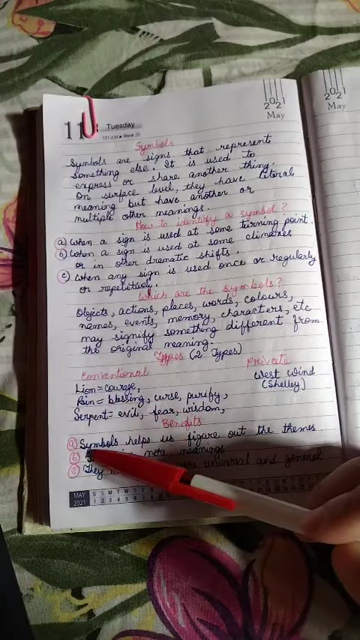 11 Tuesday
2021
May
Symbols
Symbols are signs that represent
something else. It is used to
express or share another thing.
On surface level, they have literal
meaning but have another or
multiple other meanings.
How to identify a symbol?
a) When a sign is used at some turning point.
b) When a sign is used at some climaxes
or in other dramatic shifts.
c) When any sign is used once or regularly
or repetitively.
Which are the symbols?
Objects, actions, places, words, colours,
names, events, memory, characters, etc
may signify something different from
the original meaning.
Types (2 Types)
Conventional Private
Lion = courage, West Wind
Rain = blessing, curse, purify, (Shelley)
Serpent = evil, fear, wisdom,
Benefits
a) Symbols helps us figure out the themes
b) new meanings
c) They universal and general
MAY
2021
2021
May